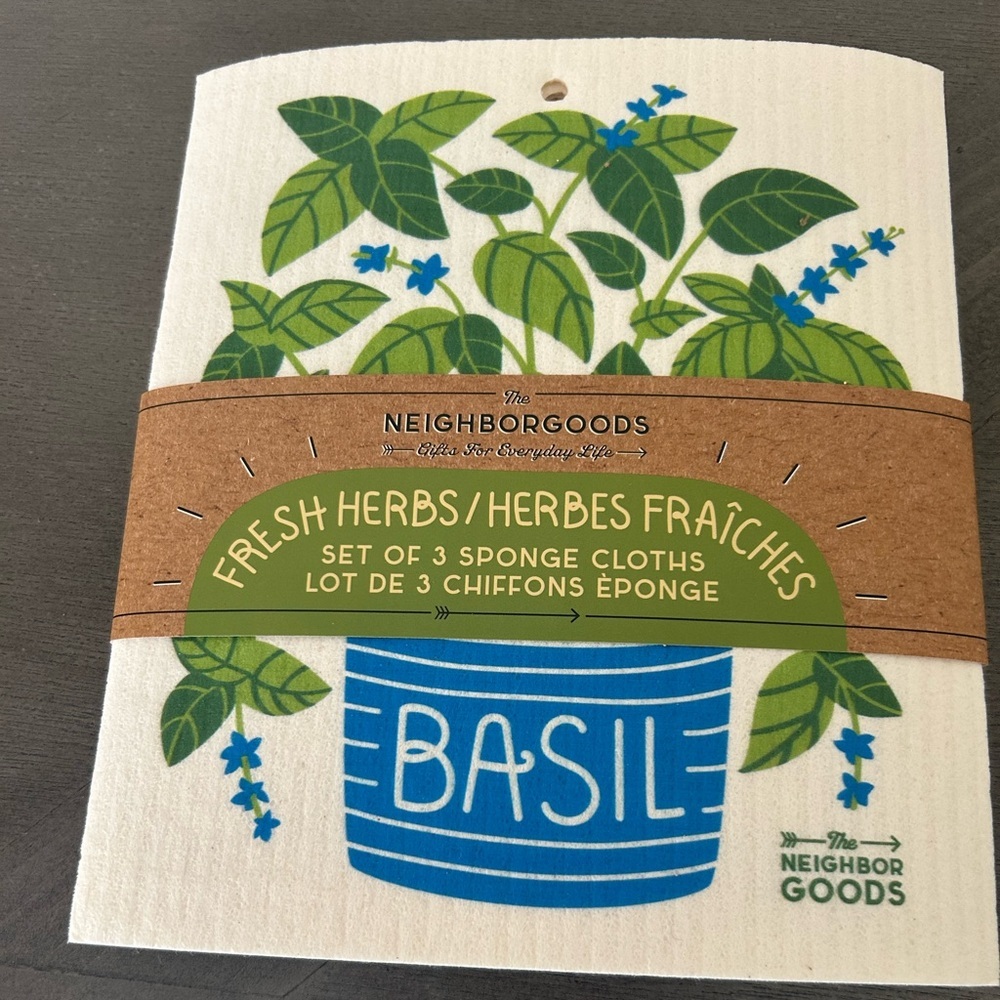 The
NEIGHBORGOODS
Gifts For Everyday Life
FRESH HERBS/HERBES FRAÎCHES
SET OF 3 SPONGE CLOTHS
LOT DE 3 CHIFFONS ÈPONGE
BASIL
The
NEIGHBOR
GOODS